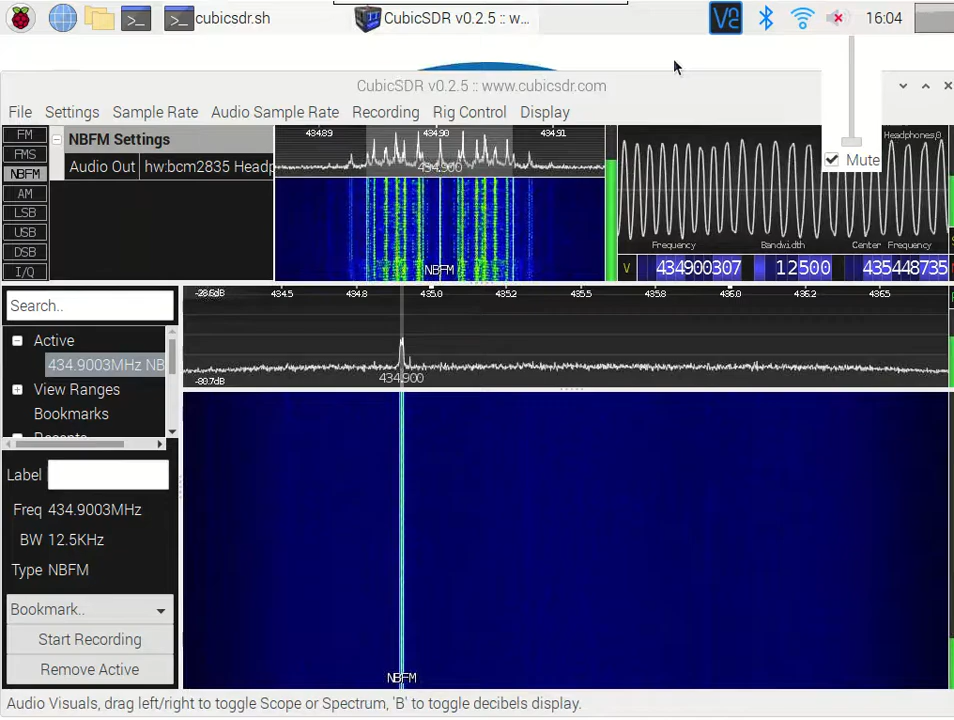 cubicsdr.sh
CubicSDR v0.2.5 :: w...
16:04
CubicSDR v0.2.5 :: www.cubicsdr.com
File Settings Sample Rate Audio Sample Rate Recording Rig Control Display
Mute
FM
FMS
NBFM
AM
LSB
USB
DSB
I/Q
NBFM Settings
Audio Out hw:bcm2835 Headp
434.89 434.90 434.91
434.900
NBFM
Headphones,0
Frequency Bandwidth Center Frequency
V 434900307 12500 435448735
Search..
Active
434.9003MHz NB
View Ranges
Bookmarks
Recents
-28.5dB 434.5 434.8 435.0 435.2 435.5 435.8 436.0 436.2 436.5
-80.7dB
434.900
NBFM
Label
Freq 434.9003MHz
BW 12.5KHz
Type NBFM
Bookmark..
Start Recording
Remove Active
Audio Visuals, drag left/right to toggle Scope or Spectrum, 'B' to toggle decibels display.